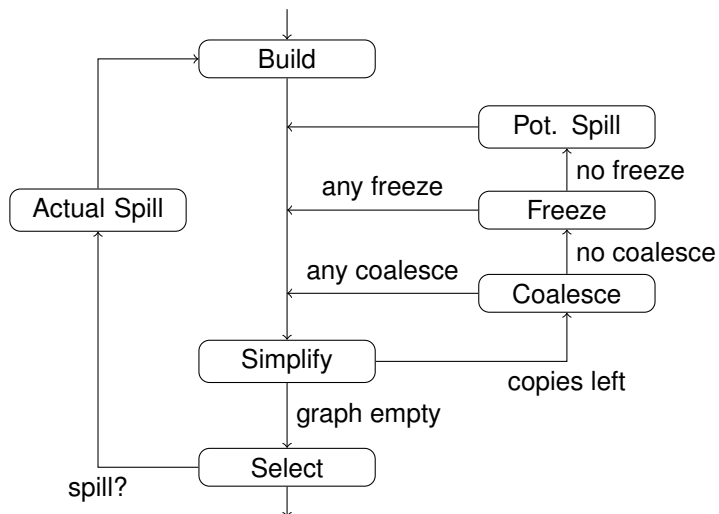 Build
Pot. Spill
no freeze
any freeze
Actual Spill
Freeze
no coalesce
any coalesce
Coalesce
Simplify
copies left
graph empty
Select
spill?